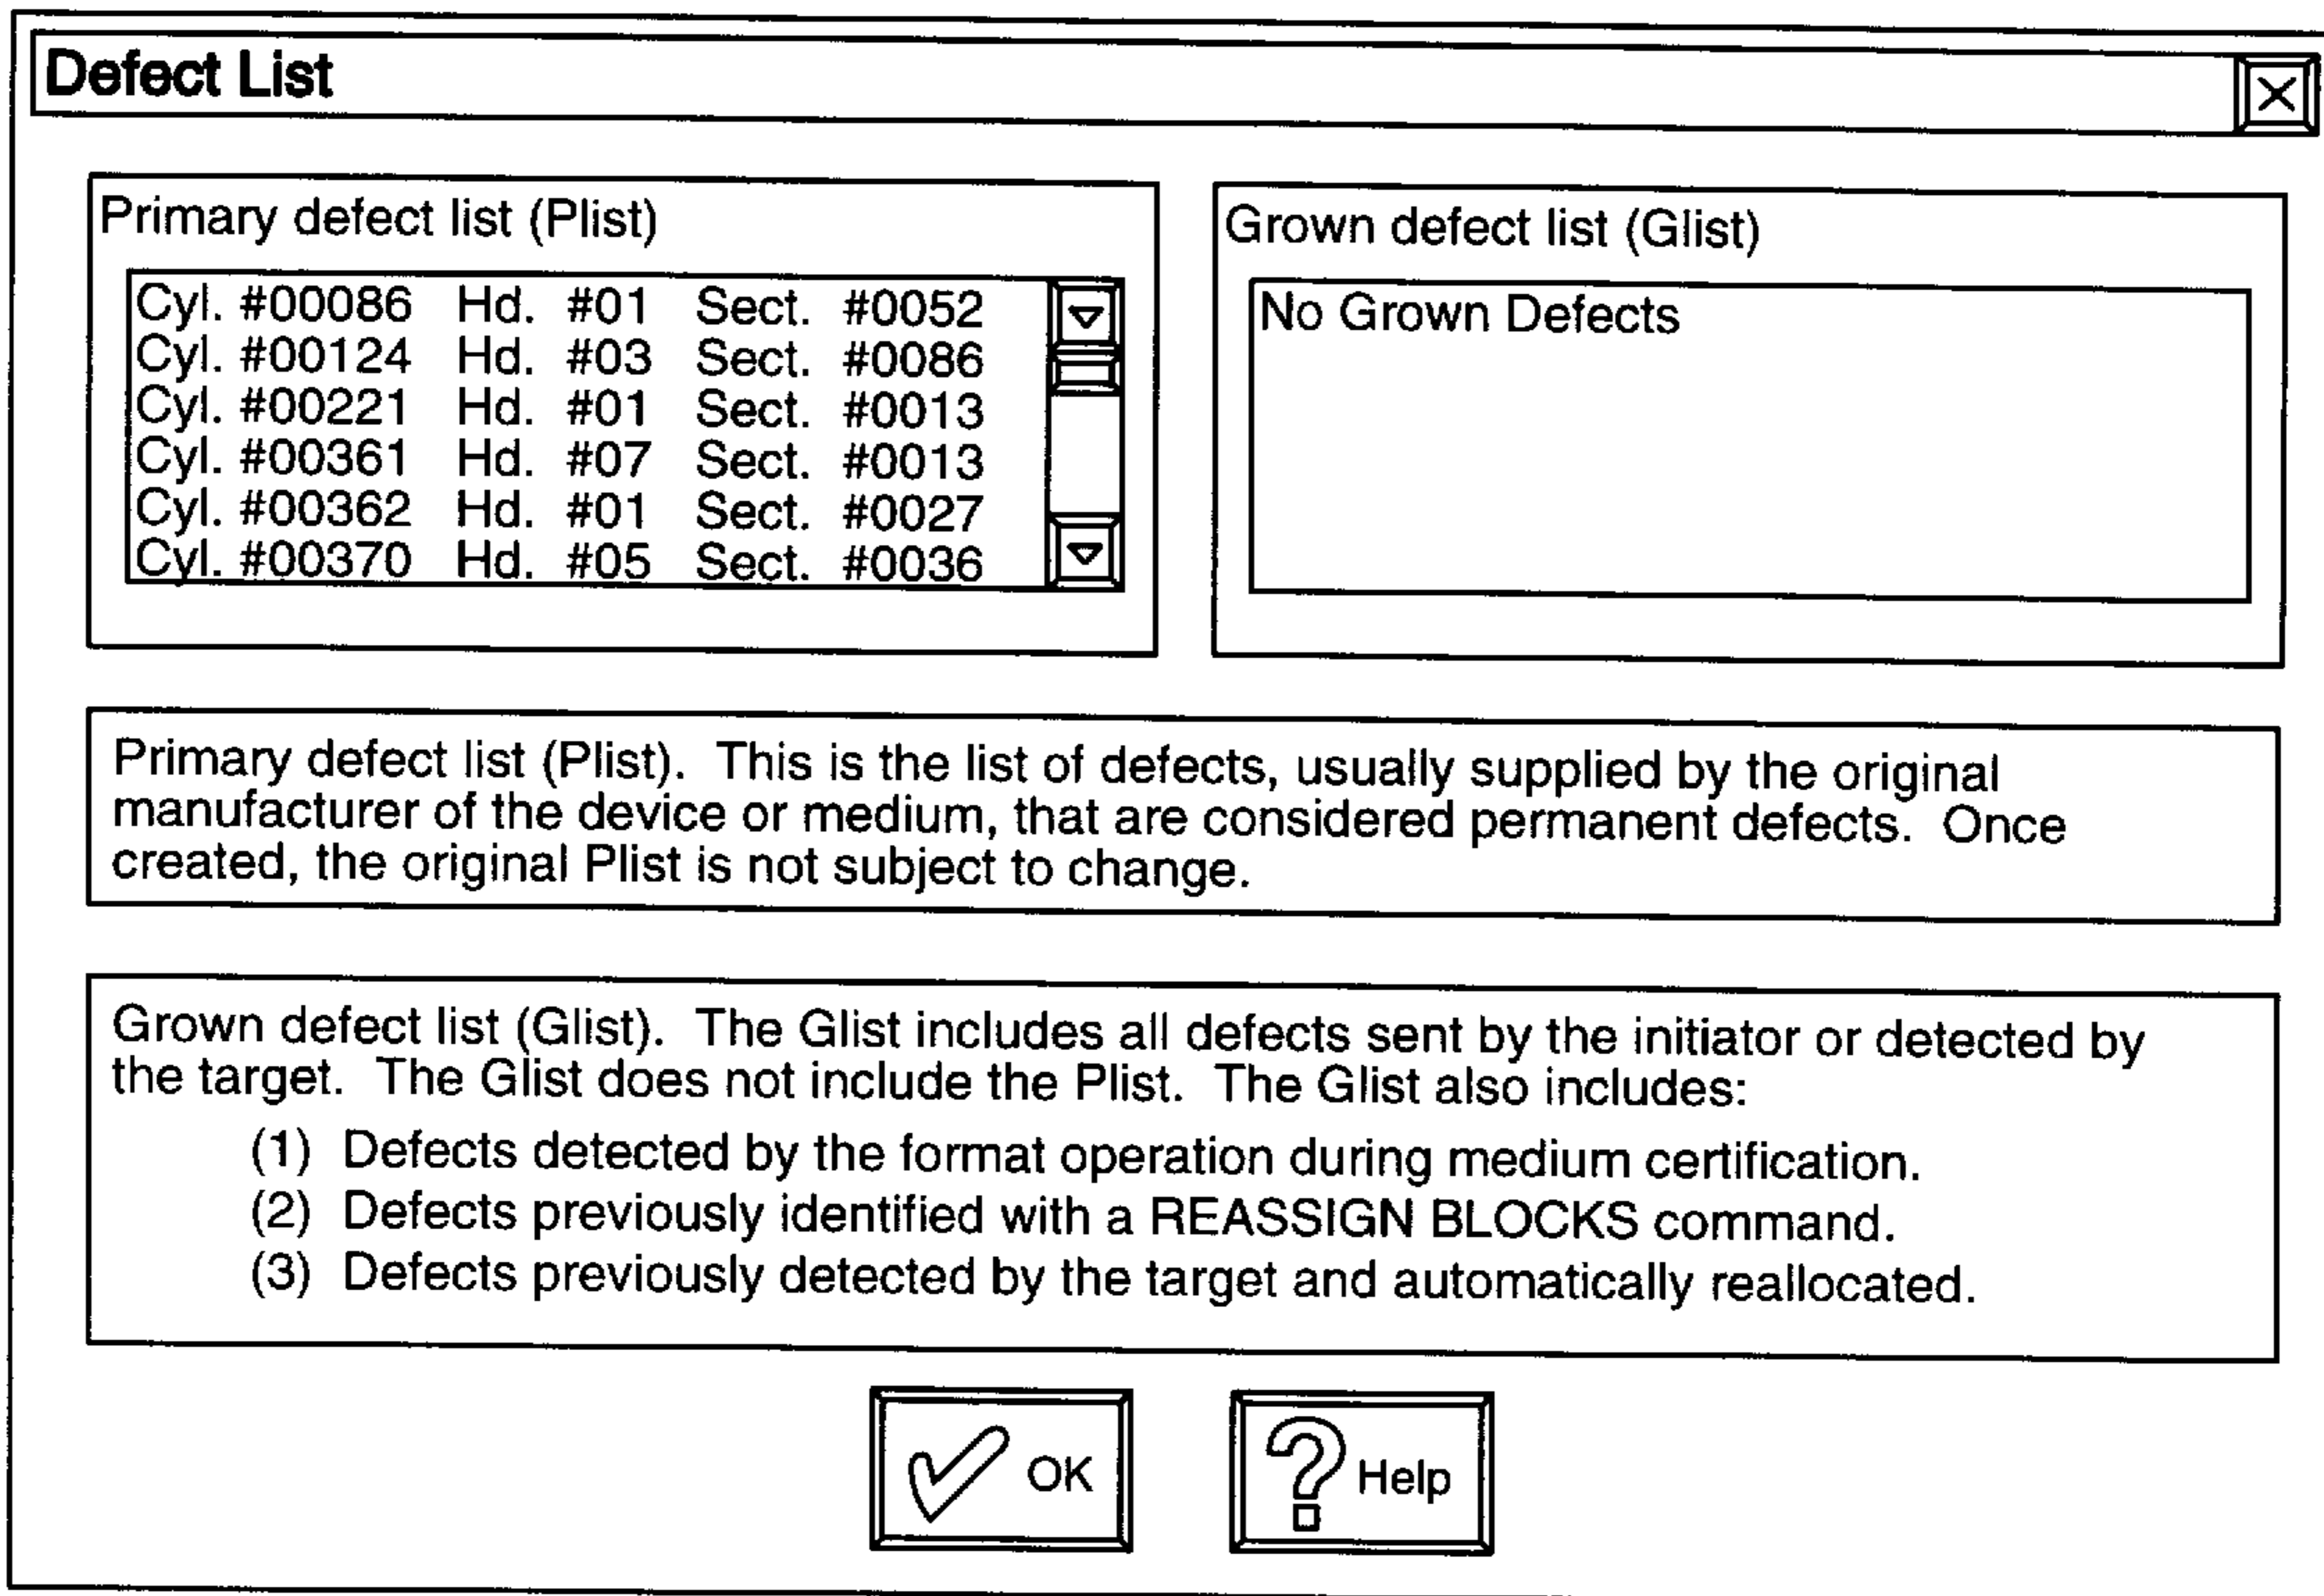 Defect List
Primary defect list (Plist)
Cyl. #00086 Hd. #01 Sect. #0052
Cyl. #00124 Hd. #03 Sect. #0086
Cyl. #00221 Hd. #01 Sect. #0013
Cyl. #00361 Hd. #07 Sect. #0013
Cyl. #00362 Hd. #01 Sect. #0027
Cyl. #00370 Hd. #05 Sect. #0036
Grown defect list (Glist)
No Grown Defects
Primary defect list (Plist). This is the list of defects, usually supplied by the original
manufacturer of the device or medium, that are considered permanent defects. Once
created, the original Plist is not subject to change.
Grown defect list (Glist). The Glist includes all defects sent by the initiator or detected by
the target. The Glist does not include the Plist. The Glist also includes:
(1) Defects detected by the format operation during medium certification.
(2) Defects previously identified with a REASSIGN BLOCKS command.
(3) Defects previously detected by the target and automatically reallocated.
OK
Help